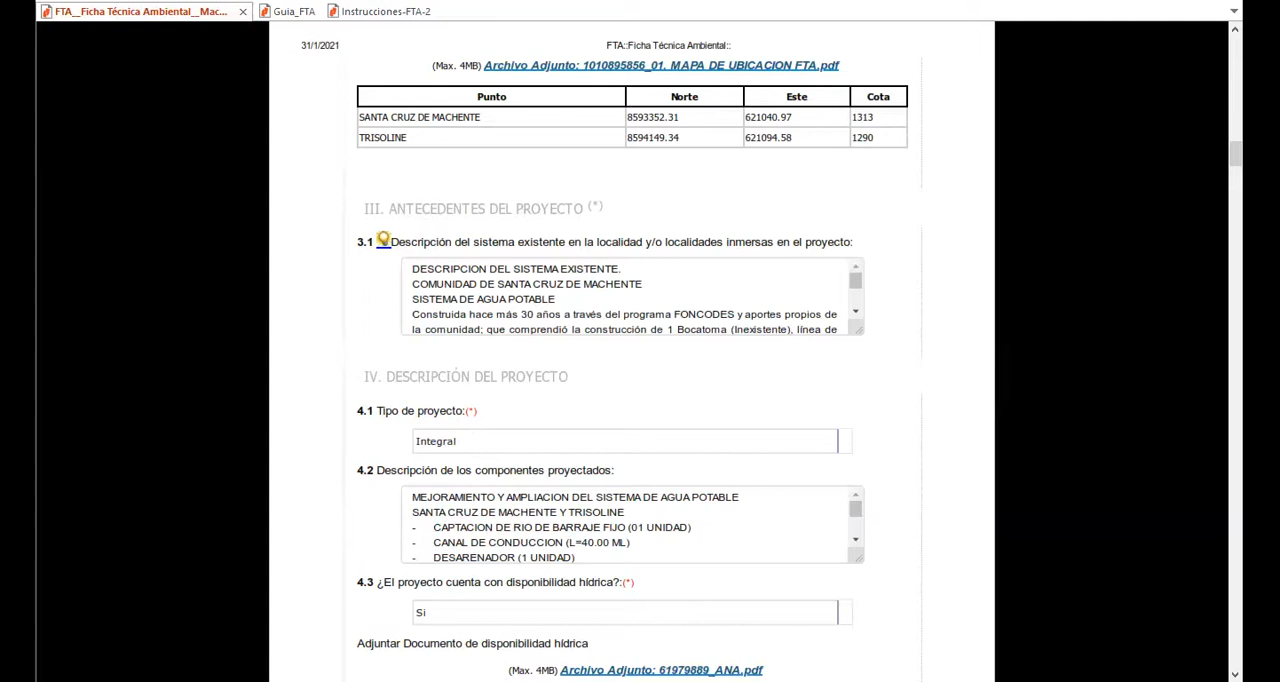 FTA__Ficha Técnica Ambiental__Mac... Guia_FTA Instrucciones-FTA-2
31/1/2021 FTA::Ficha Técnica Ambiental::
(Max. 4MB) Archivo Adjunto: 1010895856_01. MAPA DE UBICACION FTA.pdf
Punto Norte Este Cota
SANTA CRUZ DE MACHENTE 8593352.31 621040.97 1313
TRISOLINE 8594149.34 621094.58 1290
III. ANTECEDENTES DEL PROYECTO (*)
3.1 Descripción del sistema existente en la localidad y/o localidades inmersas en el proyecto:
DESCRIPCION DEL SISTEMA EXISTENTE.
COMUNIDAD DE SANTA CRUZ DE MACHENTE
SISTEMA DE AGUA POTABLE
Construida hace más 30 años a través del programa FONCODES y aportes propios de
la comunidad; que comprendió la construcción de 1 Bocatoma (Inexistente), línea de
IV. DESCRIPCIÓN DEL PROYECTO
4.1 Tipo de proyecto:(*)
Integral
4.2 Descripción de los componentes proyectados:
MEJORAMIENTO Y AMPLIACION DEL SISTEMA DE AGUA POTABLE
SANTA CRUZ DE MACHENTE Y TRISOLINE
- CAPTACION DE RIO DE BARRAJE FIJO (01 UNIDAD)
- CANAL DE CONDUCCION (L=40.00 ML)
- DESARENADOR (1 UNIDAD)
4.3 ¿El proyecto cuenta con disponibilidad hídrica?:(*)
Si
Adjuntar Documento de disponibilidad hídrica
(Max. 4MB) Archivo Adjunto: 61979889_ANA.pdf